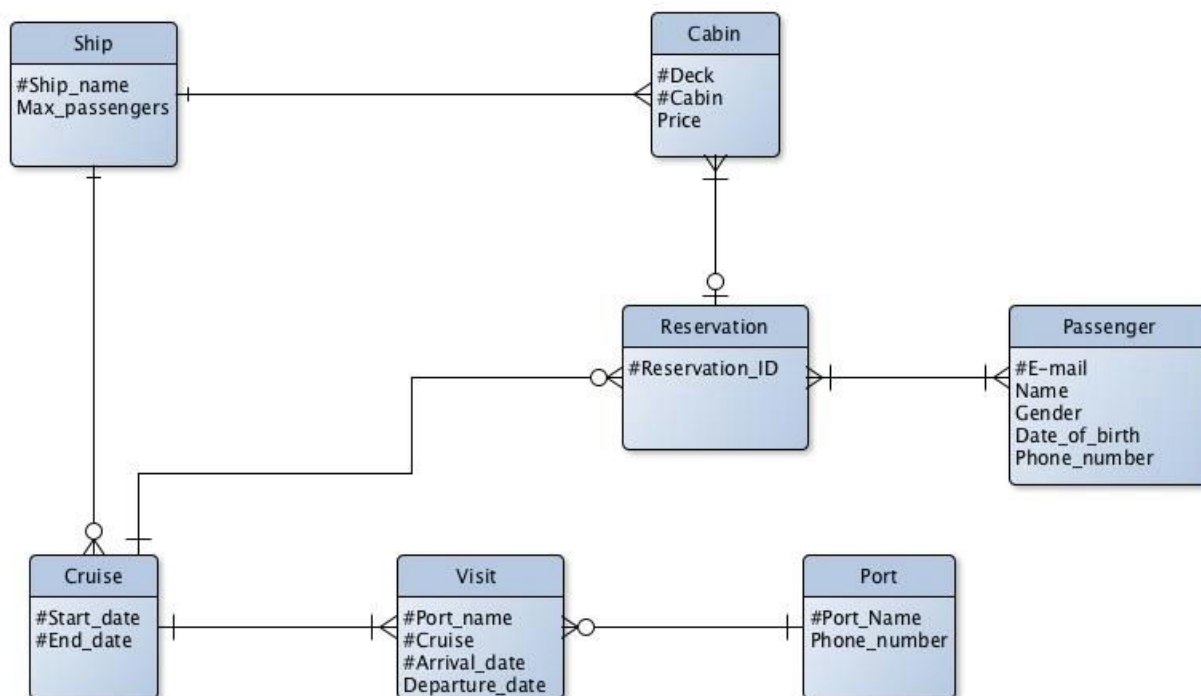 Ship
#Ship_name
Max_passengers
Cabin
#Deck
#Cabin
Price
Reservation
#Reservation_ID
Passenger
#E-mail
Name
Gender
Date_of_birth
Phone_number
Cruise
#Start_date
#End_date
Visit
#Port_name
#Cruise
#Arrival_date
Departure_date
Port
#Port_Name
Phone_number